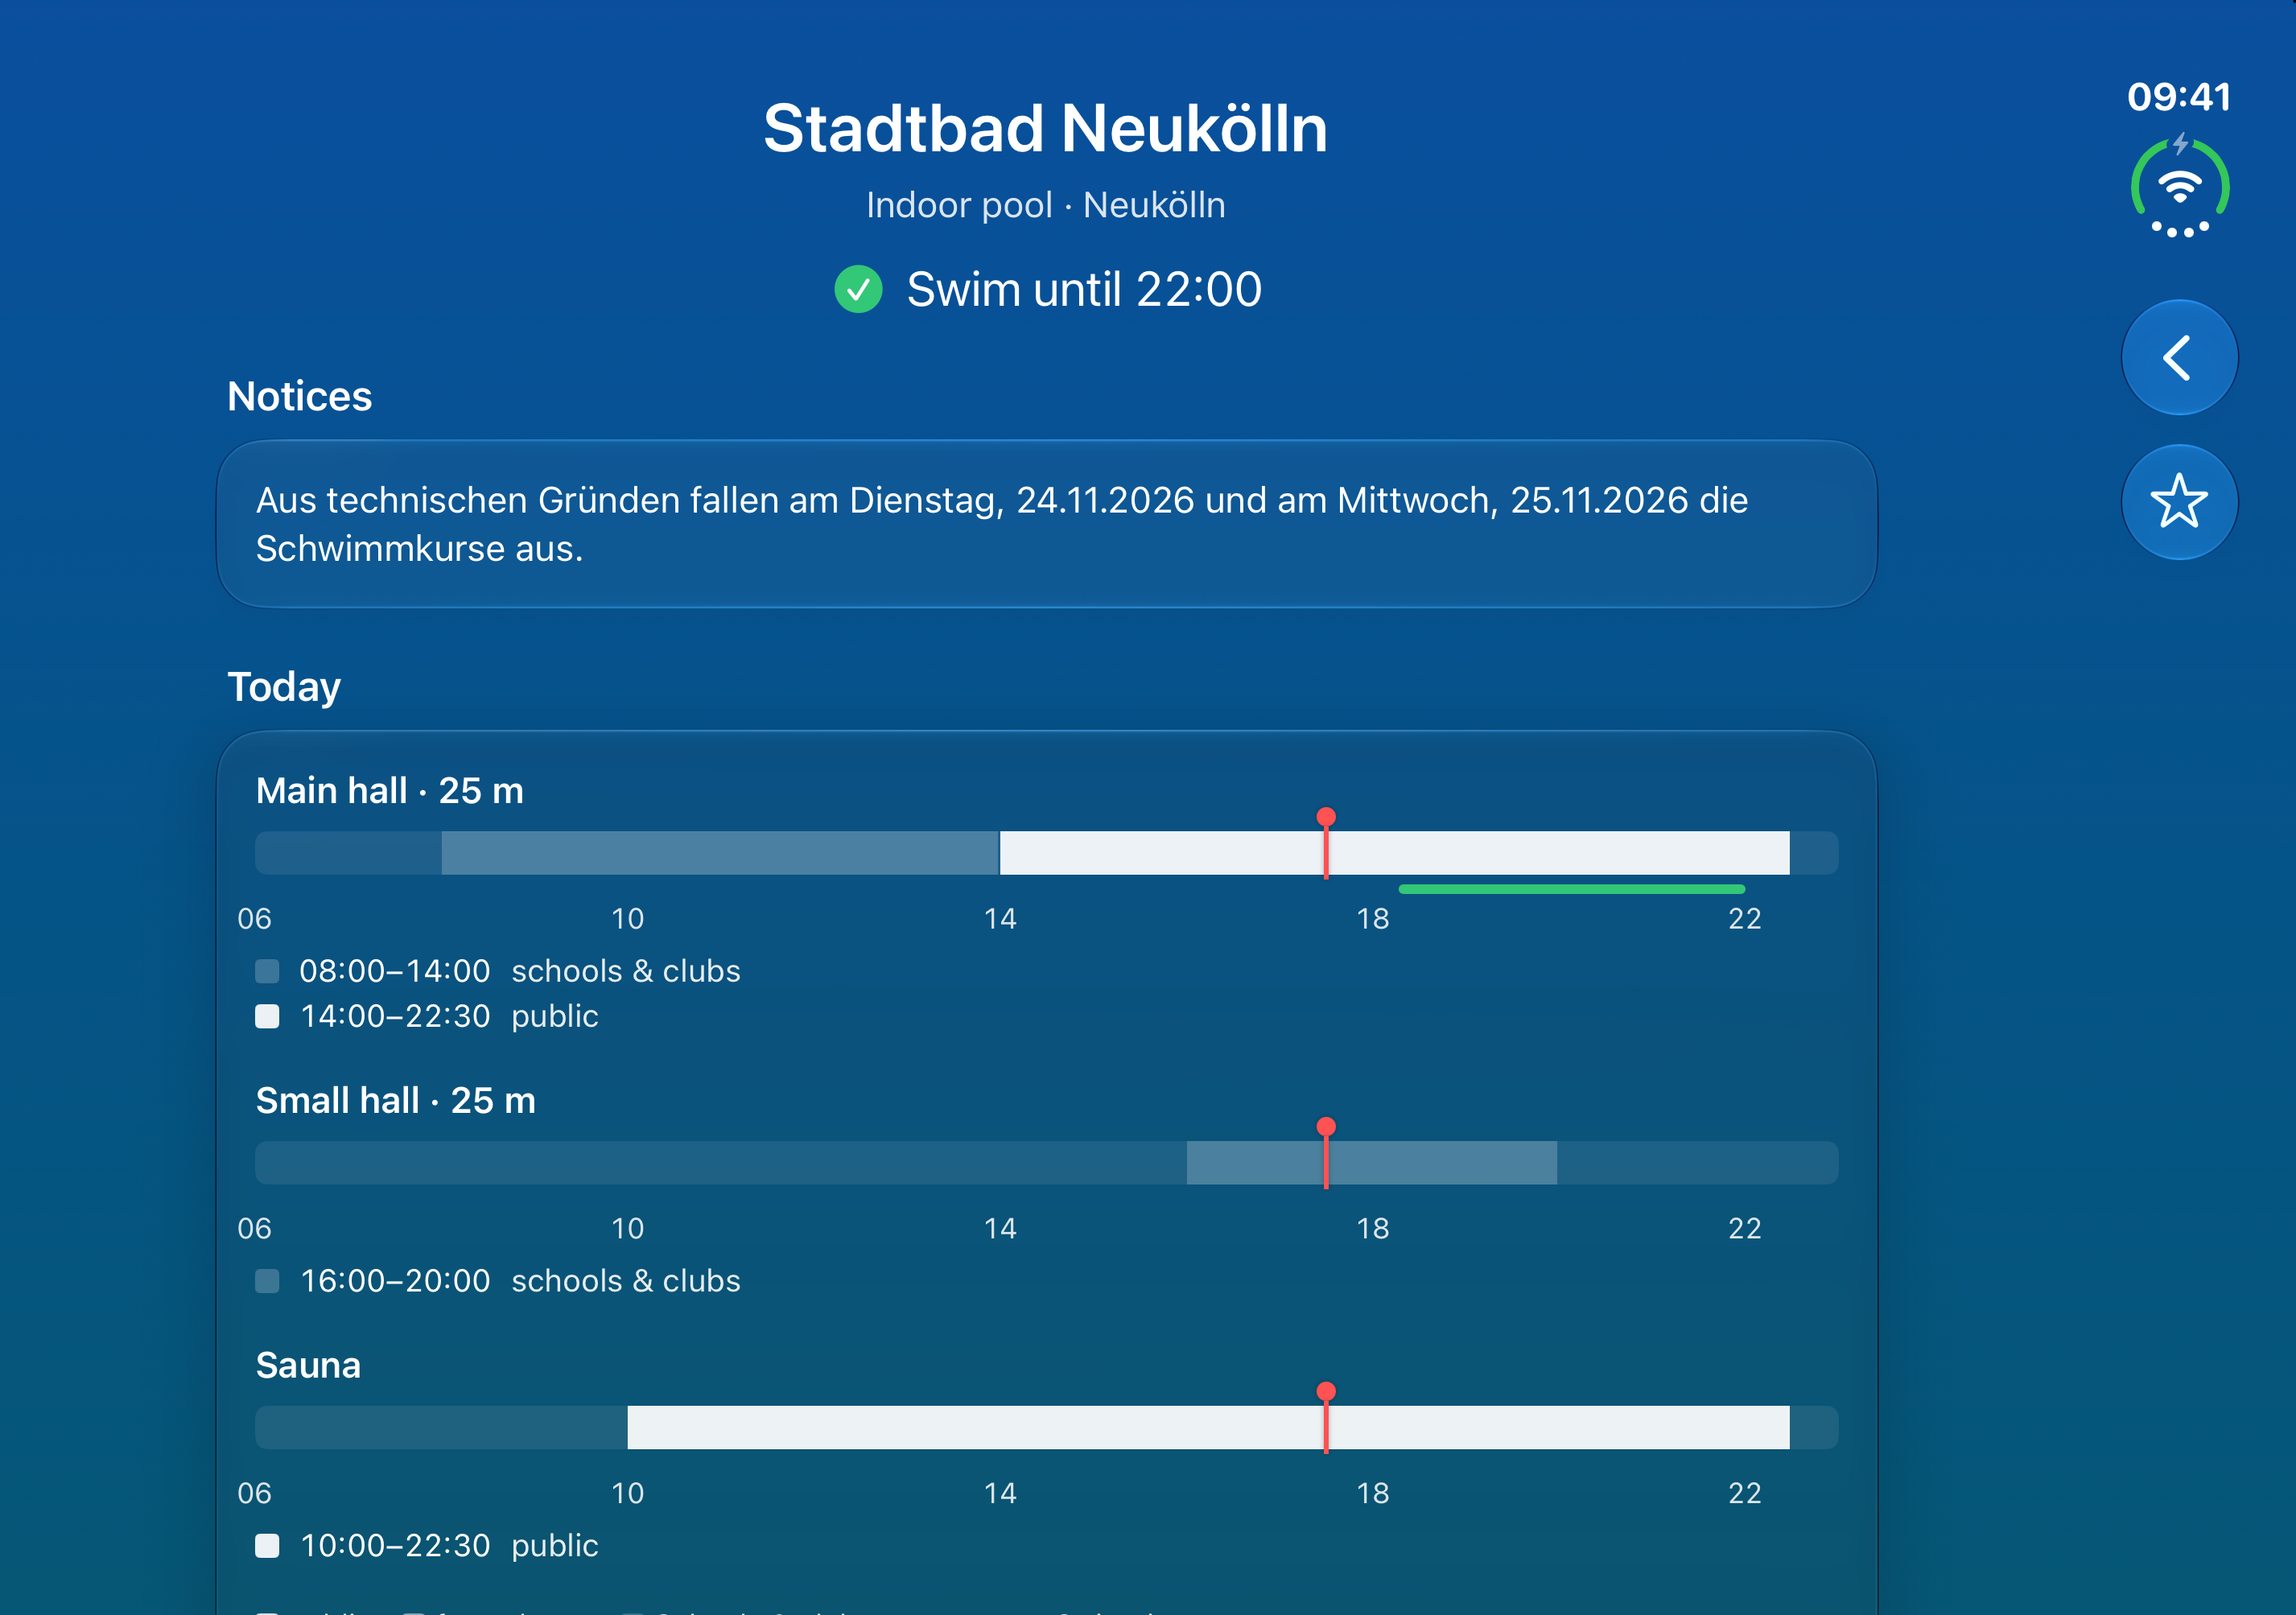 09:41
Stadtbad Neukölln
Indoor pool · Neukölln
Swim until 22:00
Notices
Aus technischen Gründen fallen am Dienstag, 24.11.2026 und am Mittwoch, 25.11.2026 die
Schwimmkurse aus.
Today
Main hall · 25 m
06 10 14 18 22
08:00–14:00 schools & clubs
14:00–22:30 public
Small hall · 25 m
06 10 14 18 22
16:00–20:00 schools & clubs
Sauna
06 10 14 18 22
10:00–22:30 public